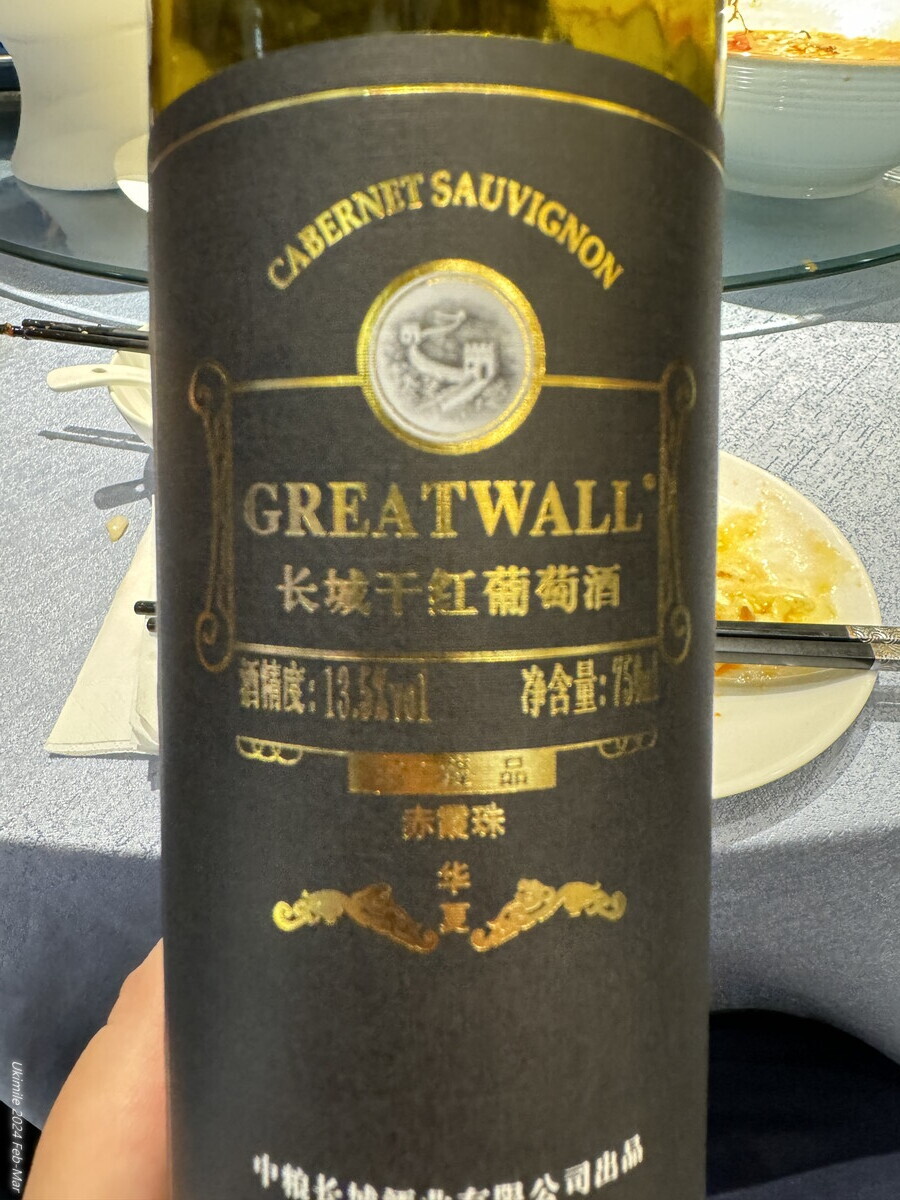 CABERNET SAUVIGNON
GREATWALL
长城干红葡萄酒
酒精度: 13.5%vol 净含量: 750ml
品
赤霞珠
华
夏
中粮长城酒业有限公司出品
Ukimile 2024 Feb-Mar